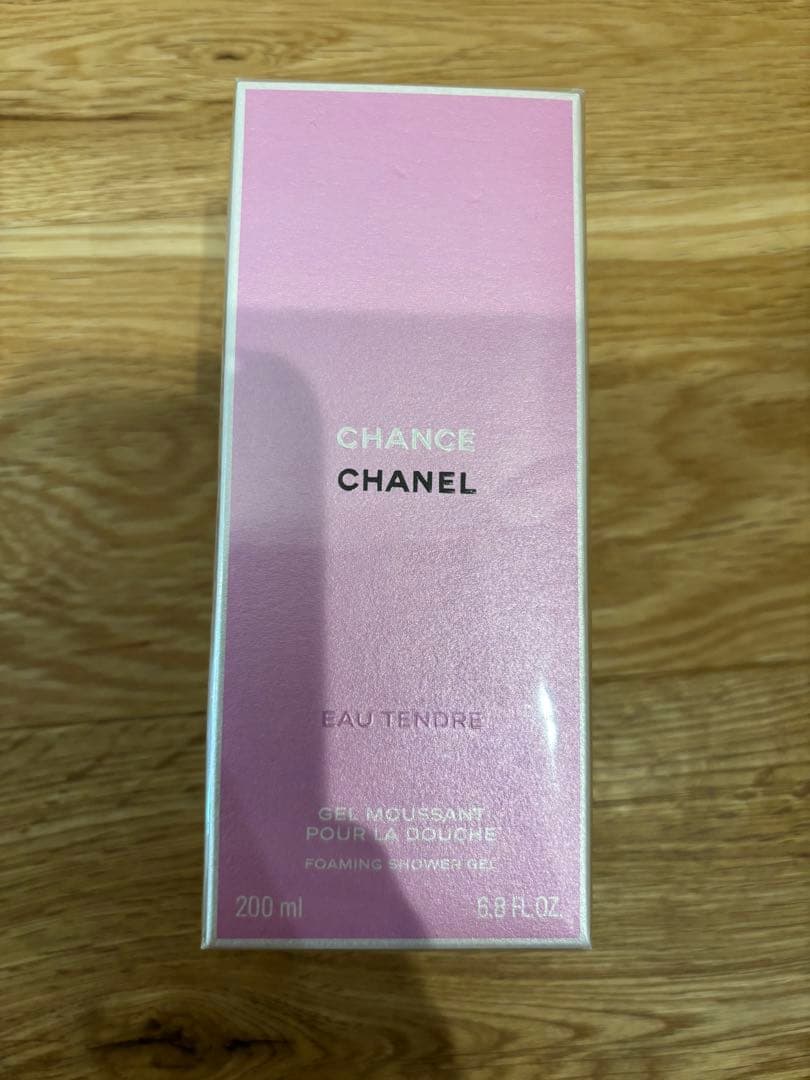 CHANCE
CHANEL
EAU TENDRE
GEL MOUSSANT
POUR LA DOUCHE
FOAMING SHOWER GEL
200 ml 6.8 FL.OZ.